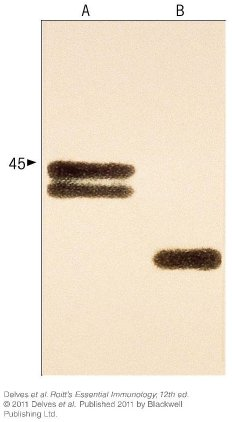 A B
45►
Delves et al. Roitt's Essential Immunology, 12th ed.
© 2011 Delves et al. Published 2011 by Blackwell
Publishing Ltd.